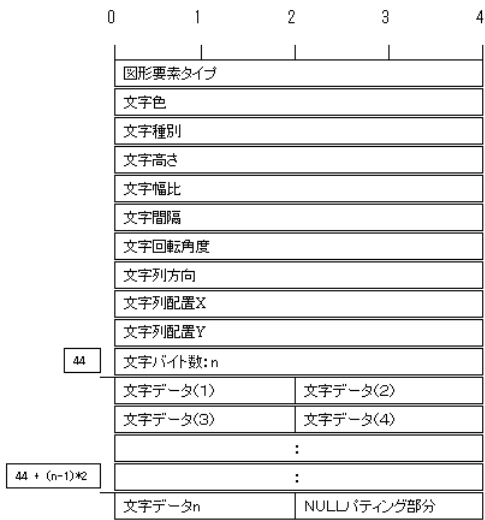 0 1 2 3 4
図形要素タイプ
文字色
文字種別
文字高さ
文字幅比
文字間隔
文字回転角度
文字列方向
文字列配置X
文字列配置Y
44 文字バイト数:n
文字データ(1) 文字データ(2)
文字データ(3) 文字データ(4)
:
44 + (n-1)*2 :
文字データn NULLパティング部分